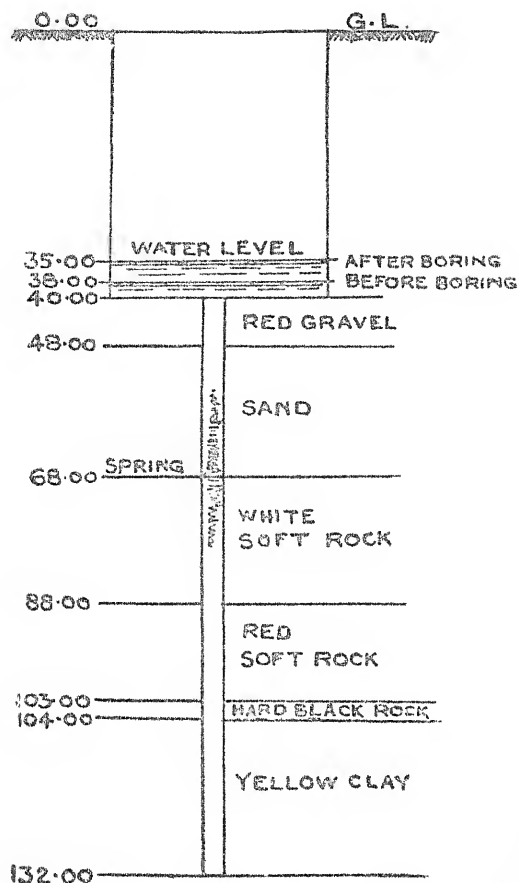 0.00 G.L.
WATER LEVEL
35.00 AFTER BORING
38.00 BEFORE BORING
40.00
RED GRAVEL
48.00
SAND
SPRING
68.00
WHITE
SOFT ROCK
88.00
RED
SOFT ROCK
103.00
HARD BLACK ROCK
104.00
YELLOW CLAY
132.00